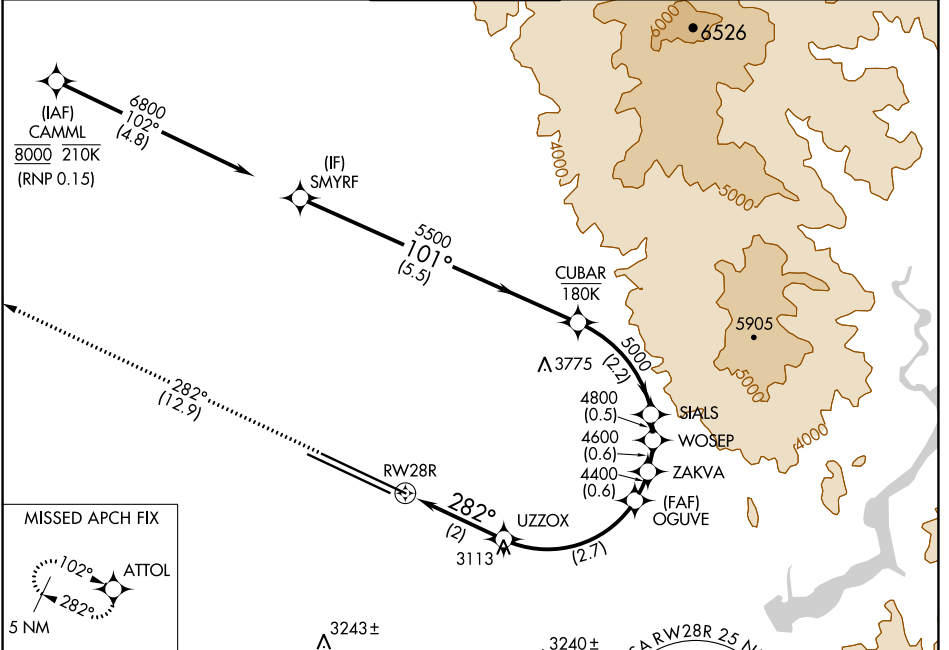 6000
6526
(IAF)
CAMML
8000 210K
(RNP 0.15)
6800
102°
(4.8)
(IF)
SMYRF
4000
5000
5500
101°
(5.5)
CUBAR
180K
5905
5000
4000
3775
5000
(2.2)
4800
(0.5)
SIALS
4600
(0.6)
WOSEP
4400
(0.6)
ZAKVA
(FAF)
OGUVE
282°
(12.9)
RW28R
282°
(2)
UZZOX
3113
(2.7)
MISSED APCH FIX
102°
ATTOL
282°
5 NM
3243±
3240±
A RW28R 25 N